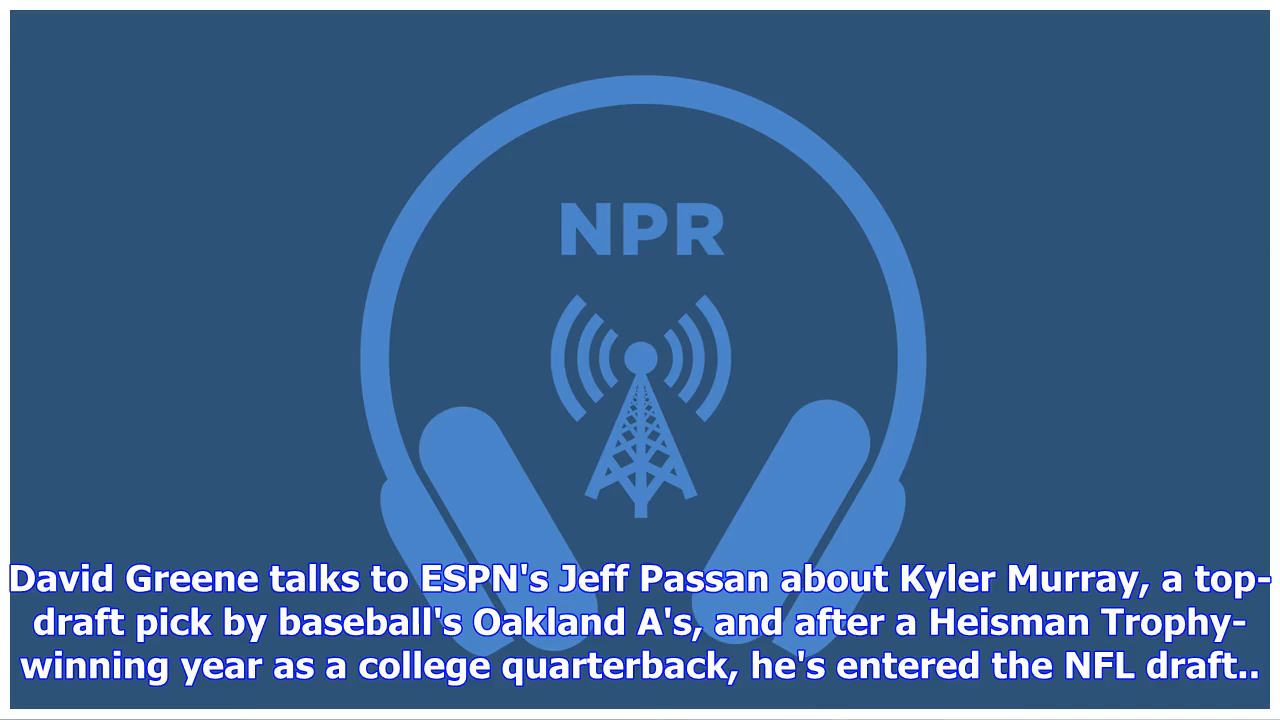 NPR
David Greene talks to ESPN's Jeff Passan about Kyler Murray, a top-
draft pick by baseball's Oakland A's, and after a Heisman Trophy-
winning year as a college quarterback, he's entered the NFL draft..